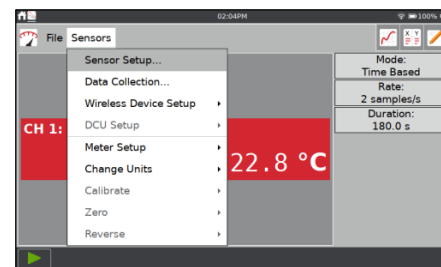 02:04PM
100%
File Sensors
Sensor Setup...
Data Collection...
Wireless Device Setup
DCU Setup
Meter Setup
Change Units
Calibrate
Zero
Reverse
CH 1:
22.8 °C
X Y
Mode:
Time Based
Rate:
2 samples/s
Duration:
180.0 s